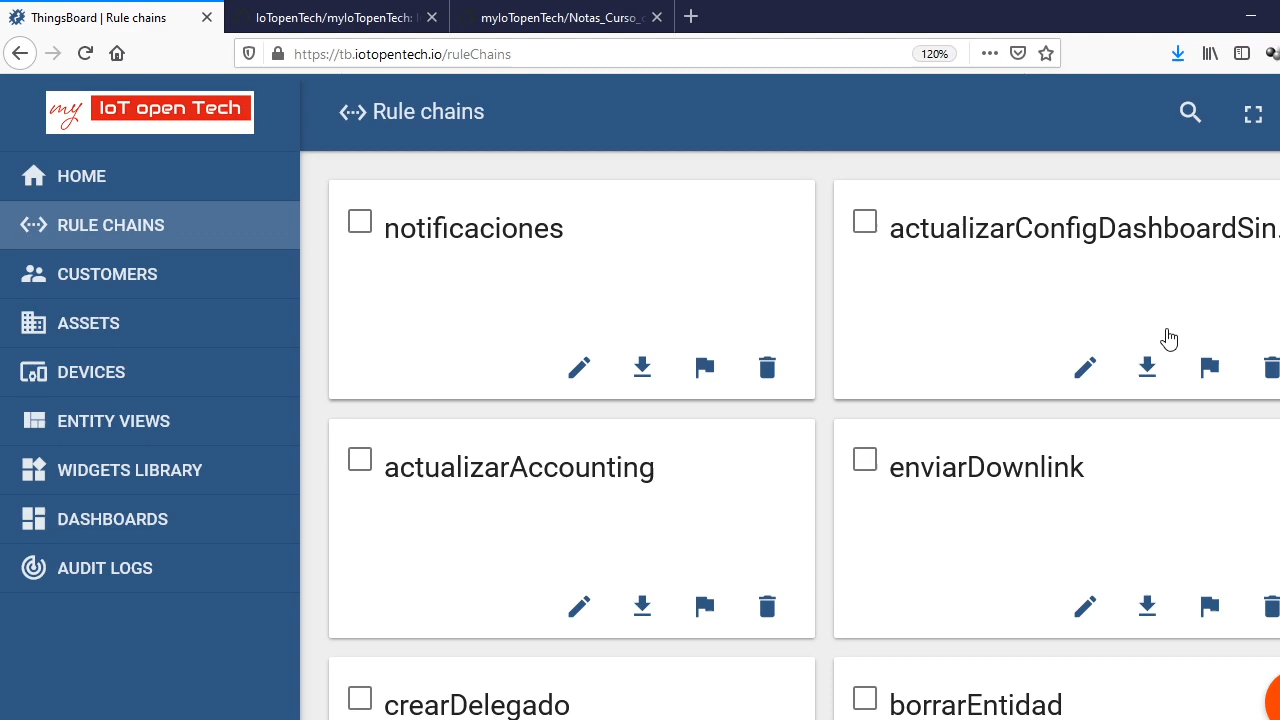 ThingsBoard | Rule chains
IoTopenTech/myIoTopenTech:
myIoTopenTech/Notas_Curso_
https://tb.iotopentech.io/ruleChains
120%
my IoT open Tech
Rule chains
HOME
RULE CHAINS
CUSTOMERS
ASSETS
DEVICES
ENTITY VIEWS
WIDGETS LIBRARY
DASHBOARDS
AUDIT LOGS
notificaciones
actualizarConfigDashboardSin.
actualizarAccounting
enviarDownlink
crearDelegado
borrarEntidad